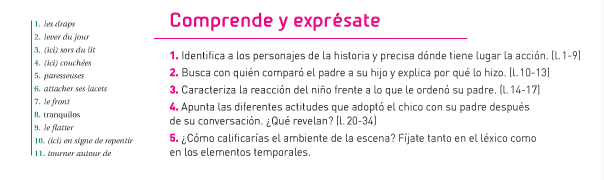 1. les draps
2. lever du jour
3. (ici) sors du lit
4. (ici) couchées
5. paresseuses
6. attacher ses lacets
7. le front
8. tranquilos
9. le flatter
10. (ici) en signe de repentir
11. tourner autour de
Comprende y exprésate
1. Identifica a los personajes de la historia y precisa dónde tiene lugar la acción. (l. 1-9)
2. Busca con quién comparó el padre a su hijo y explica por qué lo hizo. (l. 10-13)
3. Caracteriza la reacción del niño frente a lo que le ordenó su padre. (l. 14-17)
4. Apunta las diferentes actitudes que adoptó el chico con su padre después
de su conversación. ¿Qué revelan? (l. 20-34)
5. ¿Cómo calificarías el ambiente de la escena? Fíjate tanto en el léxico como
en los elementos temporales.